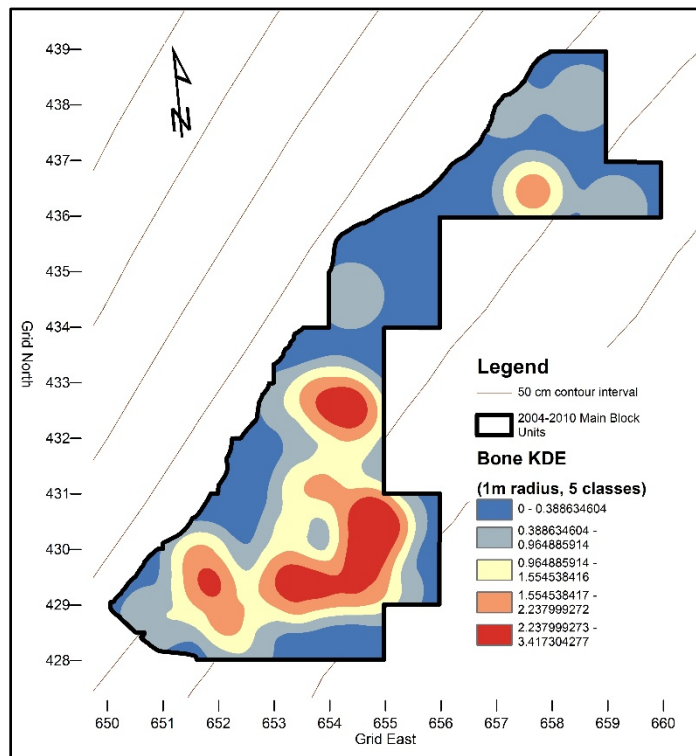 439
438
437
436
435
434
433
432
431
430
429
428
Grid North
N
Legend
50 cm contour interval
2004-2010 Main Block
Units
Bone KDE
(1m radius, 5 classes)
0 - 0.388634604
0.388634604 -
0.964885914
0.964885914 -
1.554538416
1.554538417 -
2.237999272
2.237999273 -
3.417304277
650 651 652 653 654 655 656 657 658 659 660
Grid East